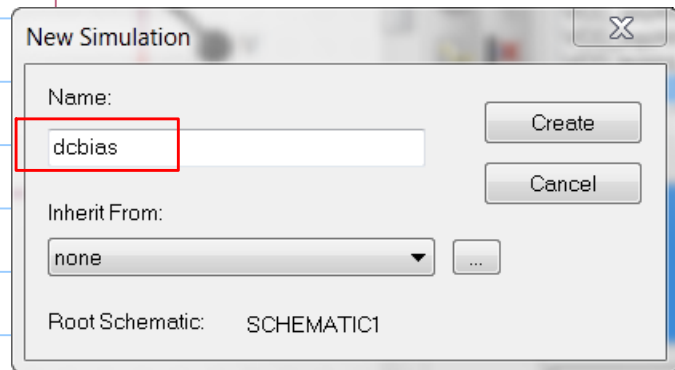 New Simulation
Name:
dcbias
Create
Cancel
Inherit From:
none
...
Root Schematic: SCHEMATIC1